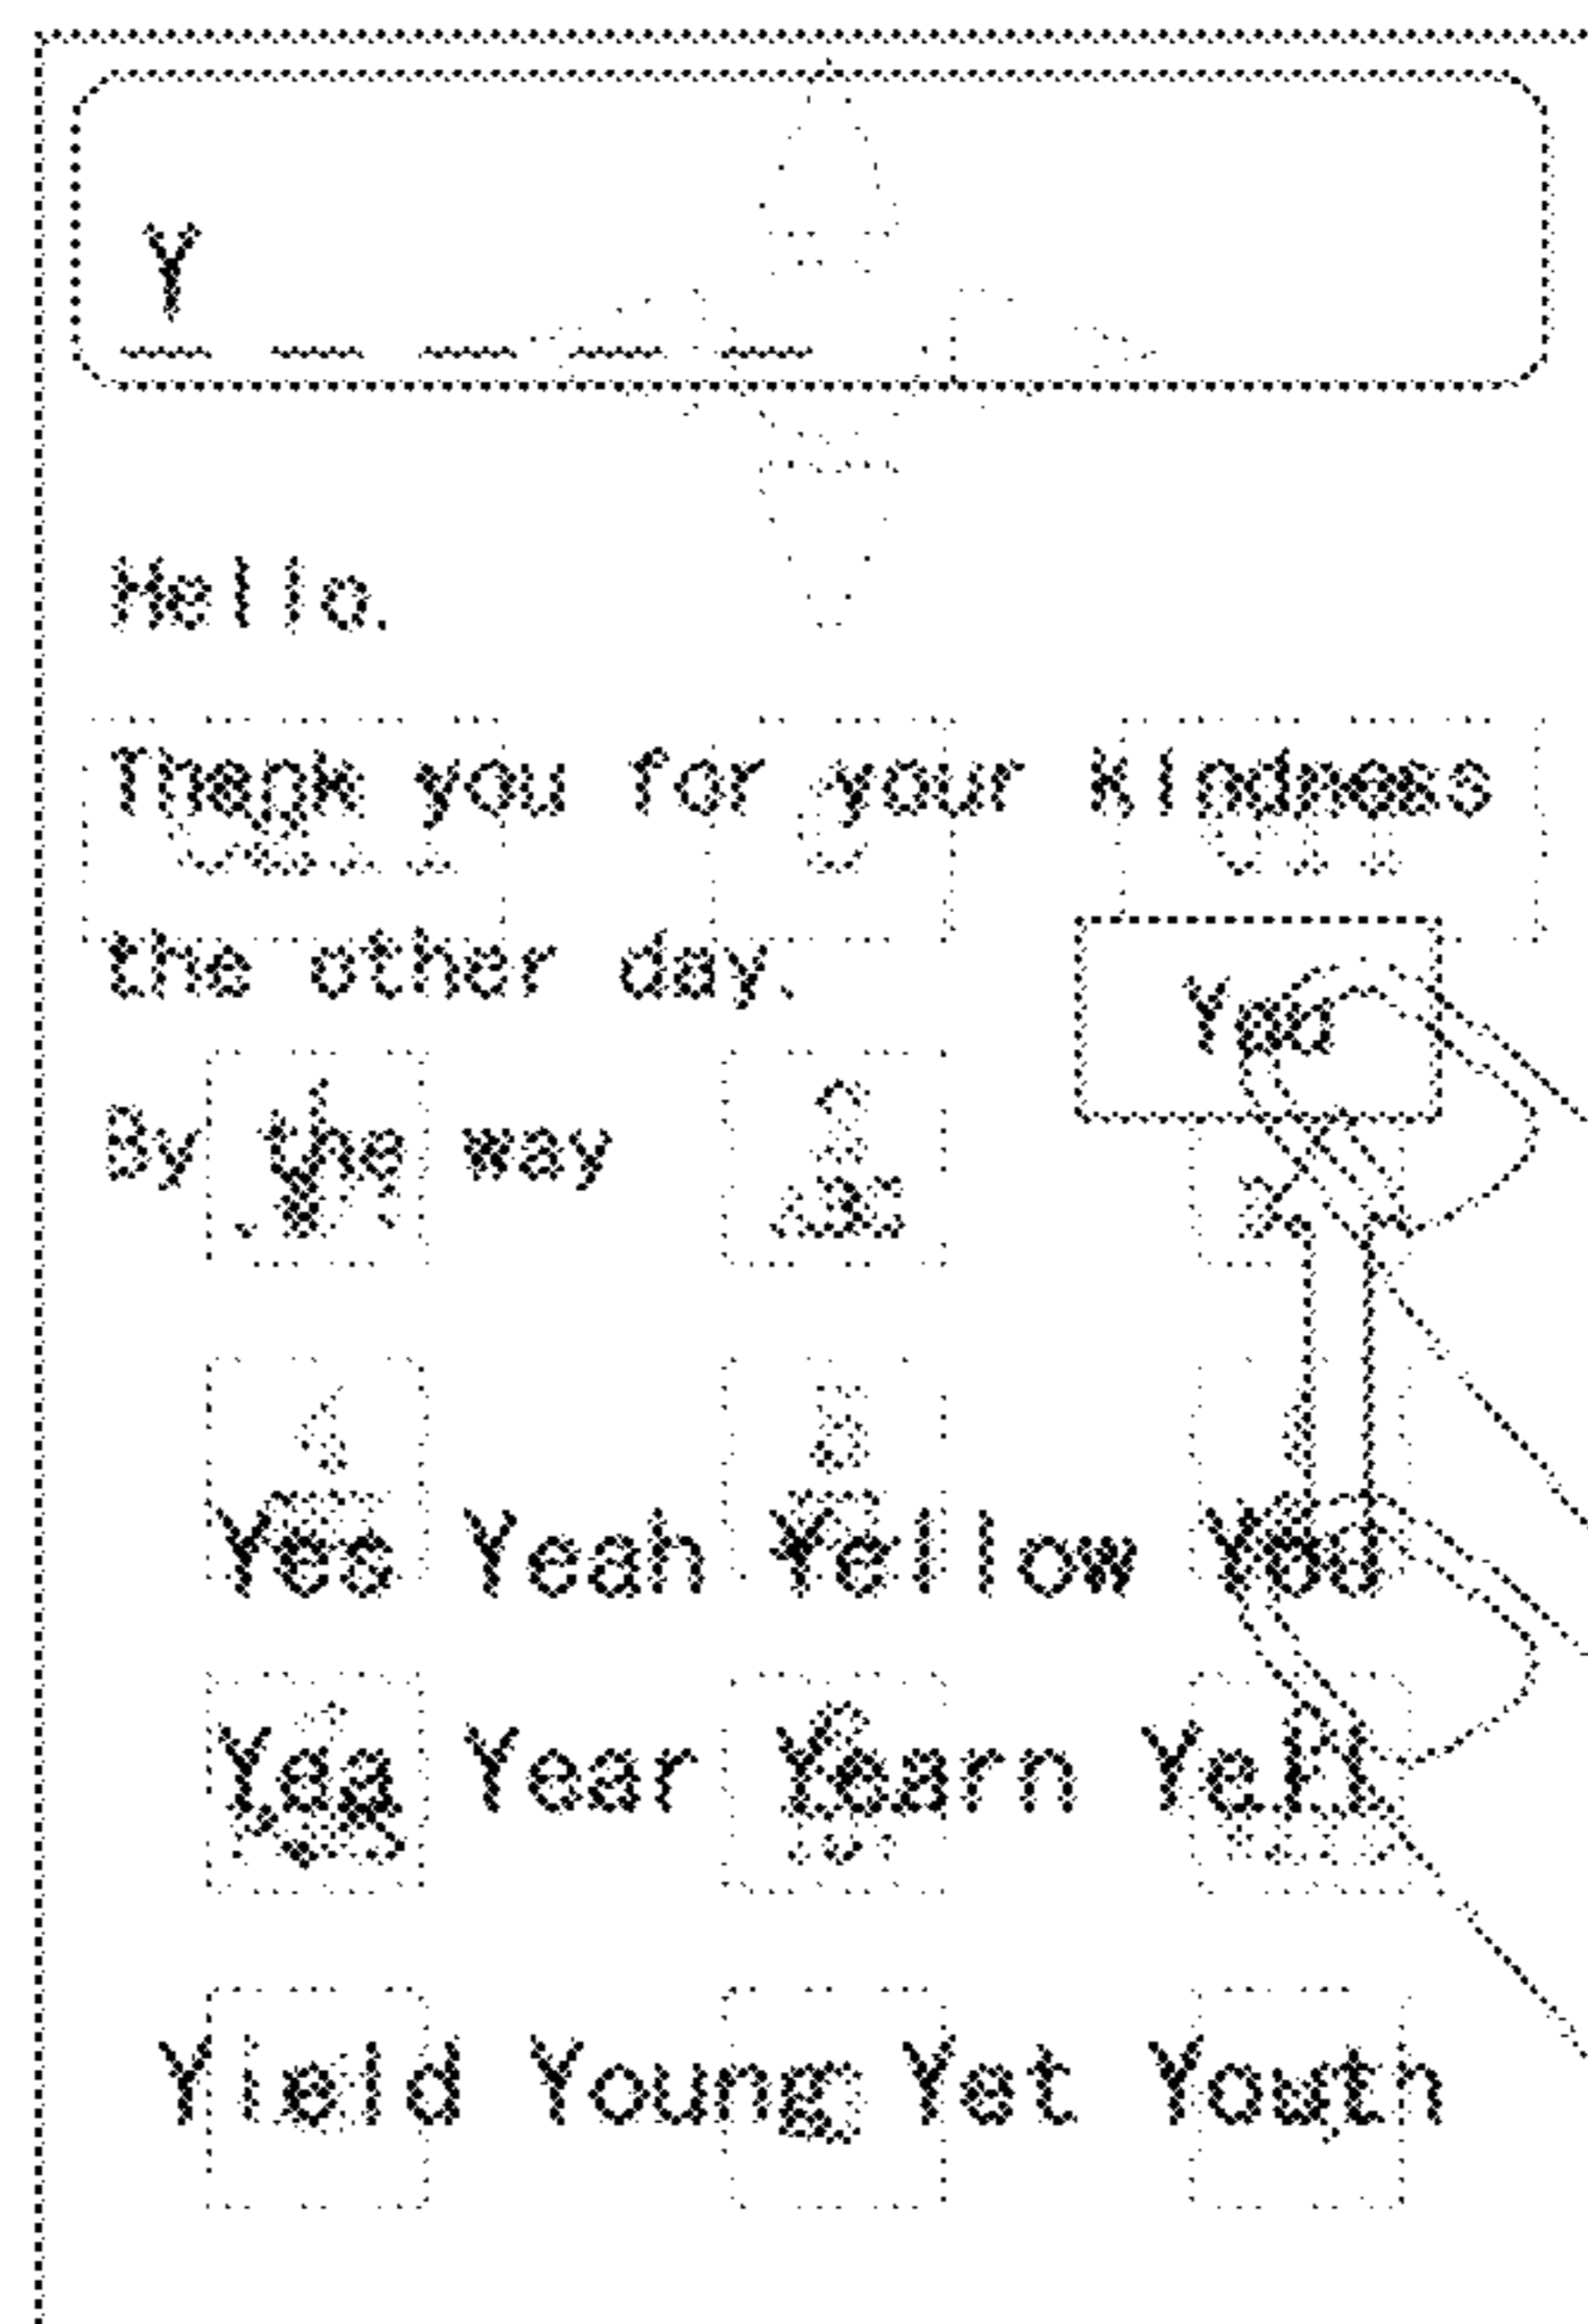 Y
Hello.
Thank you for your kindness
the other day.
By the way
Yes Yeah Yellow You
Yea Year Yearn Yell
Yield Young Yet Youth